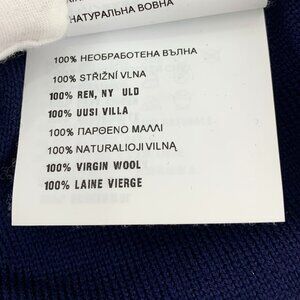 НАТУРАЛЬНА ВОВНА
100% НЕОБРАБОТЕНА ВЪЛНА
100% STŘIŽNÍ VLNA
100% REN, NY ULD
100% UUSI VILLA
100% ΠΑΡΘΕΝΟ ΜΑΛΛΙ
100% NATURALIOJI VILNĄ
100% VIRGIN WOOL
100% LAINE VIERGE